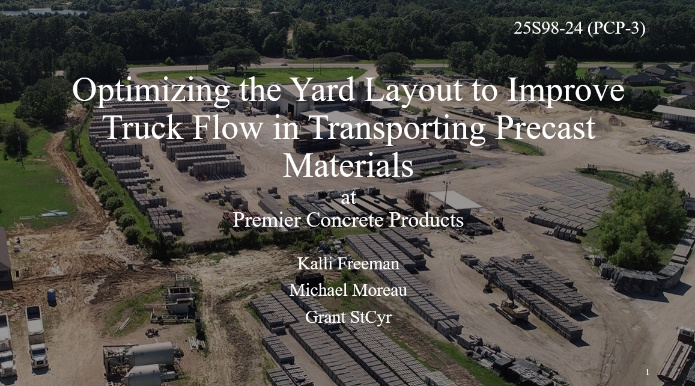 25S98-24 (PCP-3)
Optimizing the Yard Layout to Improve
Truck Flow in Transporting Precast
Materials
at
Premier Concrete Products
Kalli Freeman
Michael Moreau
Grant StCyr
1